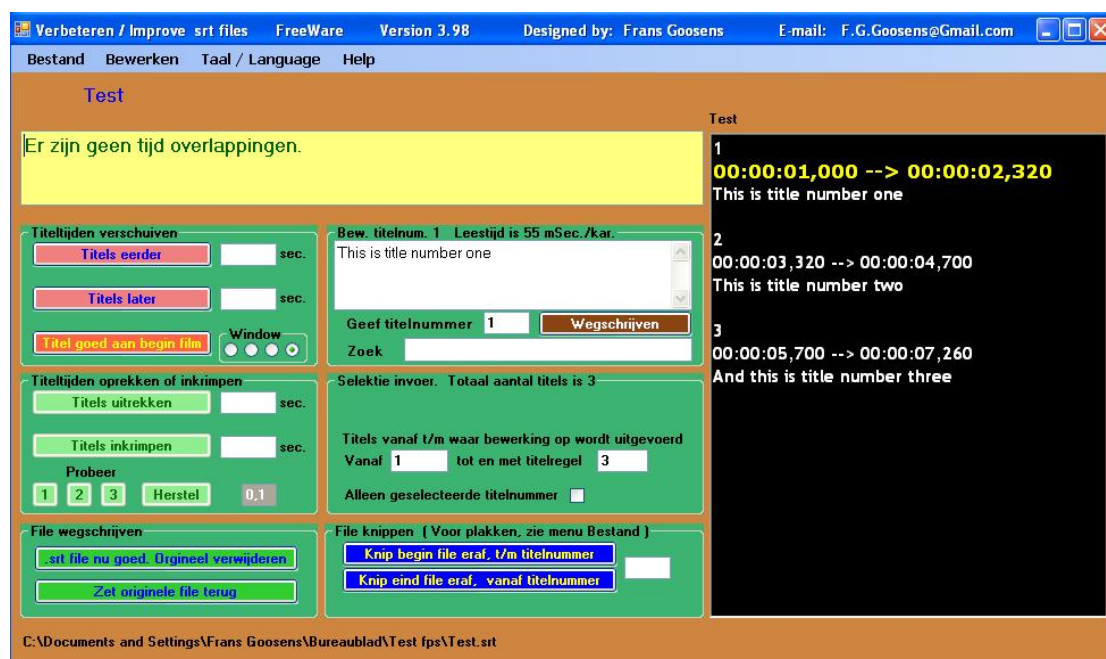 Verbeteren / Improve srt files FreeWare Version 3.98 Designed by: Frans Goosens E-mail: F.G.Goosens@Gmail.com
Bestand Bewerken Taal / Language Help
Test
Er zijn geen tijd overlappingen.
Titeltijden verschuiven
Titels eerder sec.
Titels later sec.
Titel goed aan begin film Window
Bew. titelnum. 1 Leestijd is 55 mSec./kar.
This is title number one
Geef titelnummer 1 Wegschrijven
Zoek
Titeltijden oprekken of inkrimpen
Titels uitrekken sec.
Titels inkrimpen sec.
Probeer
1 2 3 Herstel 0,1
Selektie invoer. Totaal aantal titels is 3
Titels vanaf t/m waar bewerking op wordt uitgevoerd
Vanaf 1 tot en met titelregel 3
Alleen geselecteerde titelnummer
File wegschrijven
.srt file nu goed. Orgineel verwijderen
Zet originele file terug
File knippen ( Voor plakken, zie menu Bestand )
Knip begin file eraf, t/m titelnummer
Knip eind file eraf, vanaf titelnummer
Test
1
00:00:01,000 --> 00:00:02,320
This is title number one
2
00:00:03,320 --> 00:00:04,700
This is title number two
3
00:00:05,700 --> 00:00:07,260
And this is title number three
C:\Documents and Settings\Frans Goosens\Bureaublad\Test fps\Test.srt